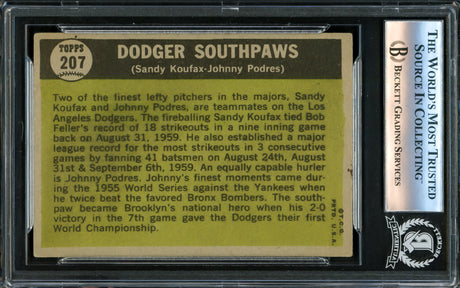 TOPPS
207
DODGER SOUTHPAWS
(Sandy Koufax-Johnny Podres)
Two of the finest lefty pitchers in the majors, Sandy
Koufax and Johnny Podres, are teammates on the Los
Angeles Dodgers. The fireballing Sandy Koufax tied Bob
Feller's record of 18 strikeouts in a nine inning game
back on August 31, 1959. He also established a major
league record for the most strikeouts in 3 consecutive
games by fanning 41 batsmen on August 24th, August
31st & September 6th, 1959. An equally capable hurler
is Johnny Podres. Johnny's finest moments came dur-
ing the 1955 World Series against the Yankees when
he twice beat the favored Bronx Bombers. The south-
paw became Brooklyn's national hero when his 2-0
victory in the 7th game gave the Dodgers their first
World Championship.
©T.C.G.
PRTD. U.S.A.
THE WORLD'S MOST TRUSTED
SOURCE IN COLLECTING
BECKETT GRADING SERVICES
B